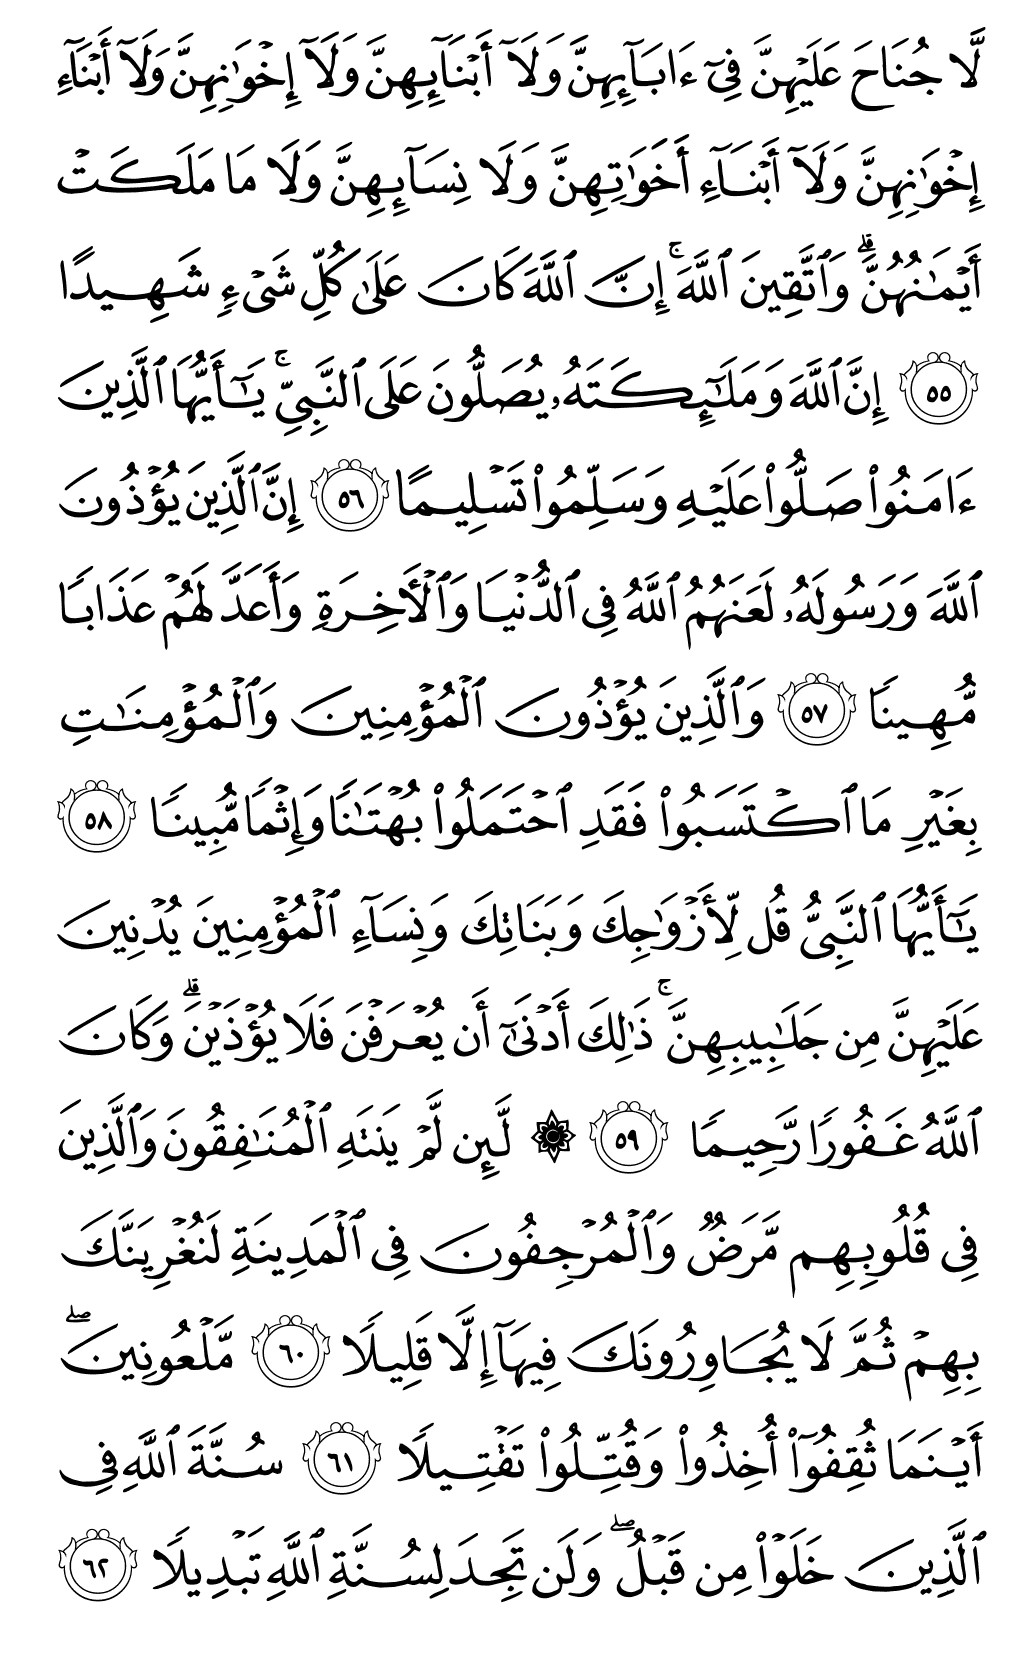 لَّا جُنَاحَ عَلَيْهِنَّ فِىٓ ءَابَآئِهِنَّ وَلَآ أَبْنَآئِهِنَّ وَلَآ إِخْوَٰنِهِنَّ وَلَآ أَبْنَآءِ
إِخْوَٰنِهِنَّ وَلَآ أَبْنَآءِ أَخَوَٰتِهِنَّ وَلَا نِسَآئِهِنَّ وَلَا مَا مَلَكَتْ
أَيْمَٰنُهُنَّ ۗ وَٱتَّقِينَ ٱللَّهَ ۚ إِنَّ ٱللَّهَ كَانَ عَلَىٰ كُلِّ شَىْءٍ شَهِيدًا
٥٥ إِنَّ ٱللَّهَ وَمَلَٰٓئِكَتَهُۥ يُصَلُّونَ عَلَى ٱلنَّبِىِّ ۚ يَٰٓأَيُّهَا ٱلَّذِينَ
ءَامَنُوا۟ صَلُّوا۟ عَلَيْهِ وَسَلِّمُوا۟ تَسْلِيمًا ٥٦ إِنَّ ٱلَّذِينَ يُؤْذُونَ
ٱللَّهَ وَرَسُولَهُۥ لَعَنَهُمُ ٱللَّهُ فِى ٱلدُّنْيَا وَٱلْءَاخِرَةِ وَأَعَدَّ لَهُمْ عَذَابًا
مُّهِينًا ٥٧ وَٱلَّذِينَ يُؤْذُونَ ٱلْمُؤْمِنِينَ وَٱلْمُؤْمِنَٰتِ
بِغَيْرِ مَا ٱكْتَسَبُوا۟ فَقَدِ ٱحْتَمَلُوا۟ بُهْتَٰنًا وَإِثْمًا مُّبِينًا ٥٨
يَٰٓأَيُّهَا ٱلنَّبِىُّ قُل لِّأَزْوَٰجِكَ وَبَنَاتِكَ وَنِسَآءِ ٱلْمُؤْمِنِينَ يُدْنِينَ
عَلَيْهِنَّ مِن جَلَٰبِيبِهِنَّ ۚ ذَٰلِكَ أَدْنَىٰٓ أَن يُعْرَفْنَ فَلَا يُؤْذَيْنَ ۗ وَكَانَ
ٱللَّهُ غَفُورًا رَّحِيمًا ٥٩ ۞ لَّئِن لَّمْ يَنتَهِ ٱلْمُنَٰفِقُونَ وَٱلَّذِينَ
فِى قُلُوبِهِم مَّرَضٌ وَٱلْمُرْجِفُونَ فِى ٱلْمَدِينَةِ لَنُغْرِيَنَّكَ
بِهِمْ ثُمَّ لَا يُجَاوِرُونَكَ فِيهَآ إِلَّا قَلِيلًا ٦٠ مَّلْعُونِينَ ۖ
أَيْنَمَا ثُقِفُوٓا۟ أُخِذُوا۟ وَقُتِّلُوا۟ تَقْتِيلًا ٦١ سُنَّةَ ٱللَّهِ فِى
ٱلَّذِينَ خَلَوْا۟ مِن قَبْلُ ۖ وَلَن تَجِدَ لِسُنَّةِ ٱللَّهِ تَبْدِيلًا ٦٢